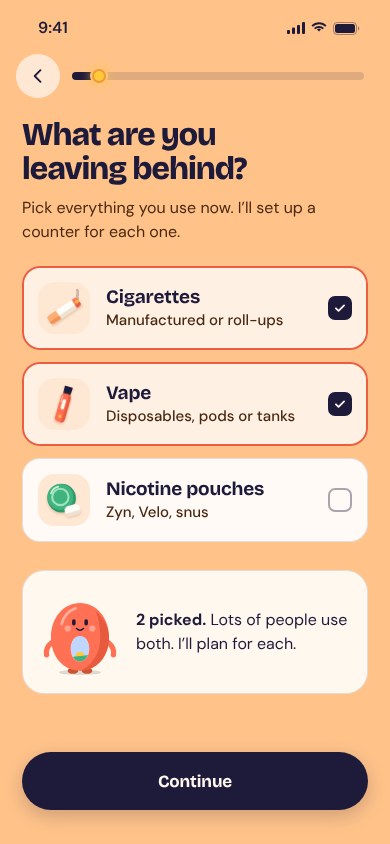 9:41
What are you
leaving behind?
Pick everything you use now. I’ll set up a
counter for each one.
Cigarettes
Manufactured or roll-ups
Vape
Disposables, pods or tanks
Nicotine pouches
Zyn, Velo, snus
2 picked. Lots of people use
both. I’ll plan for each.
Continue